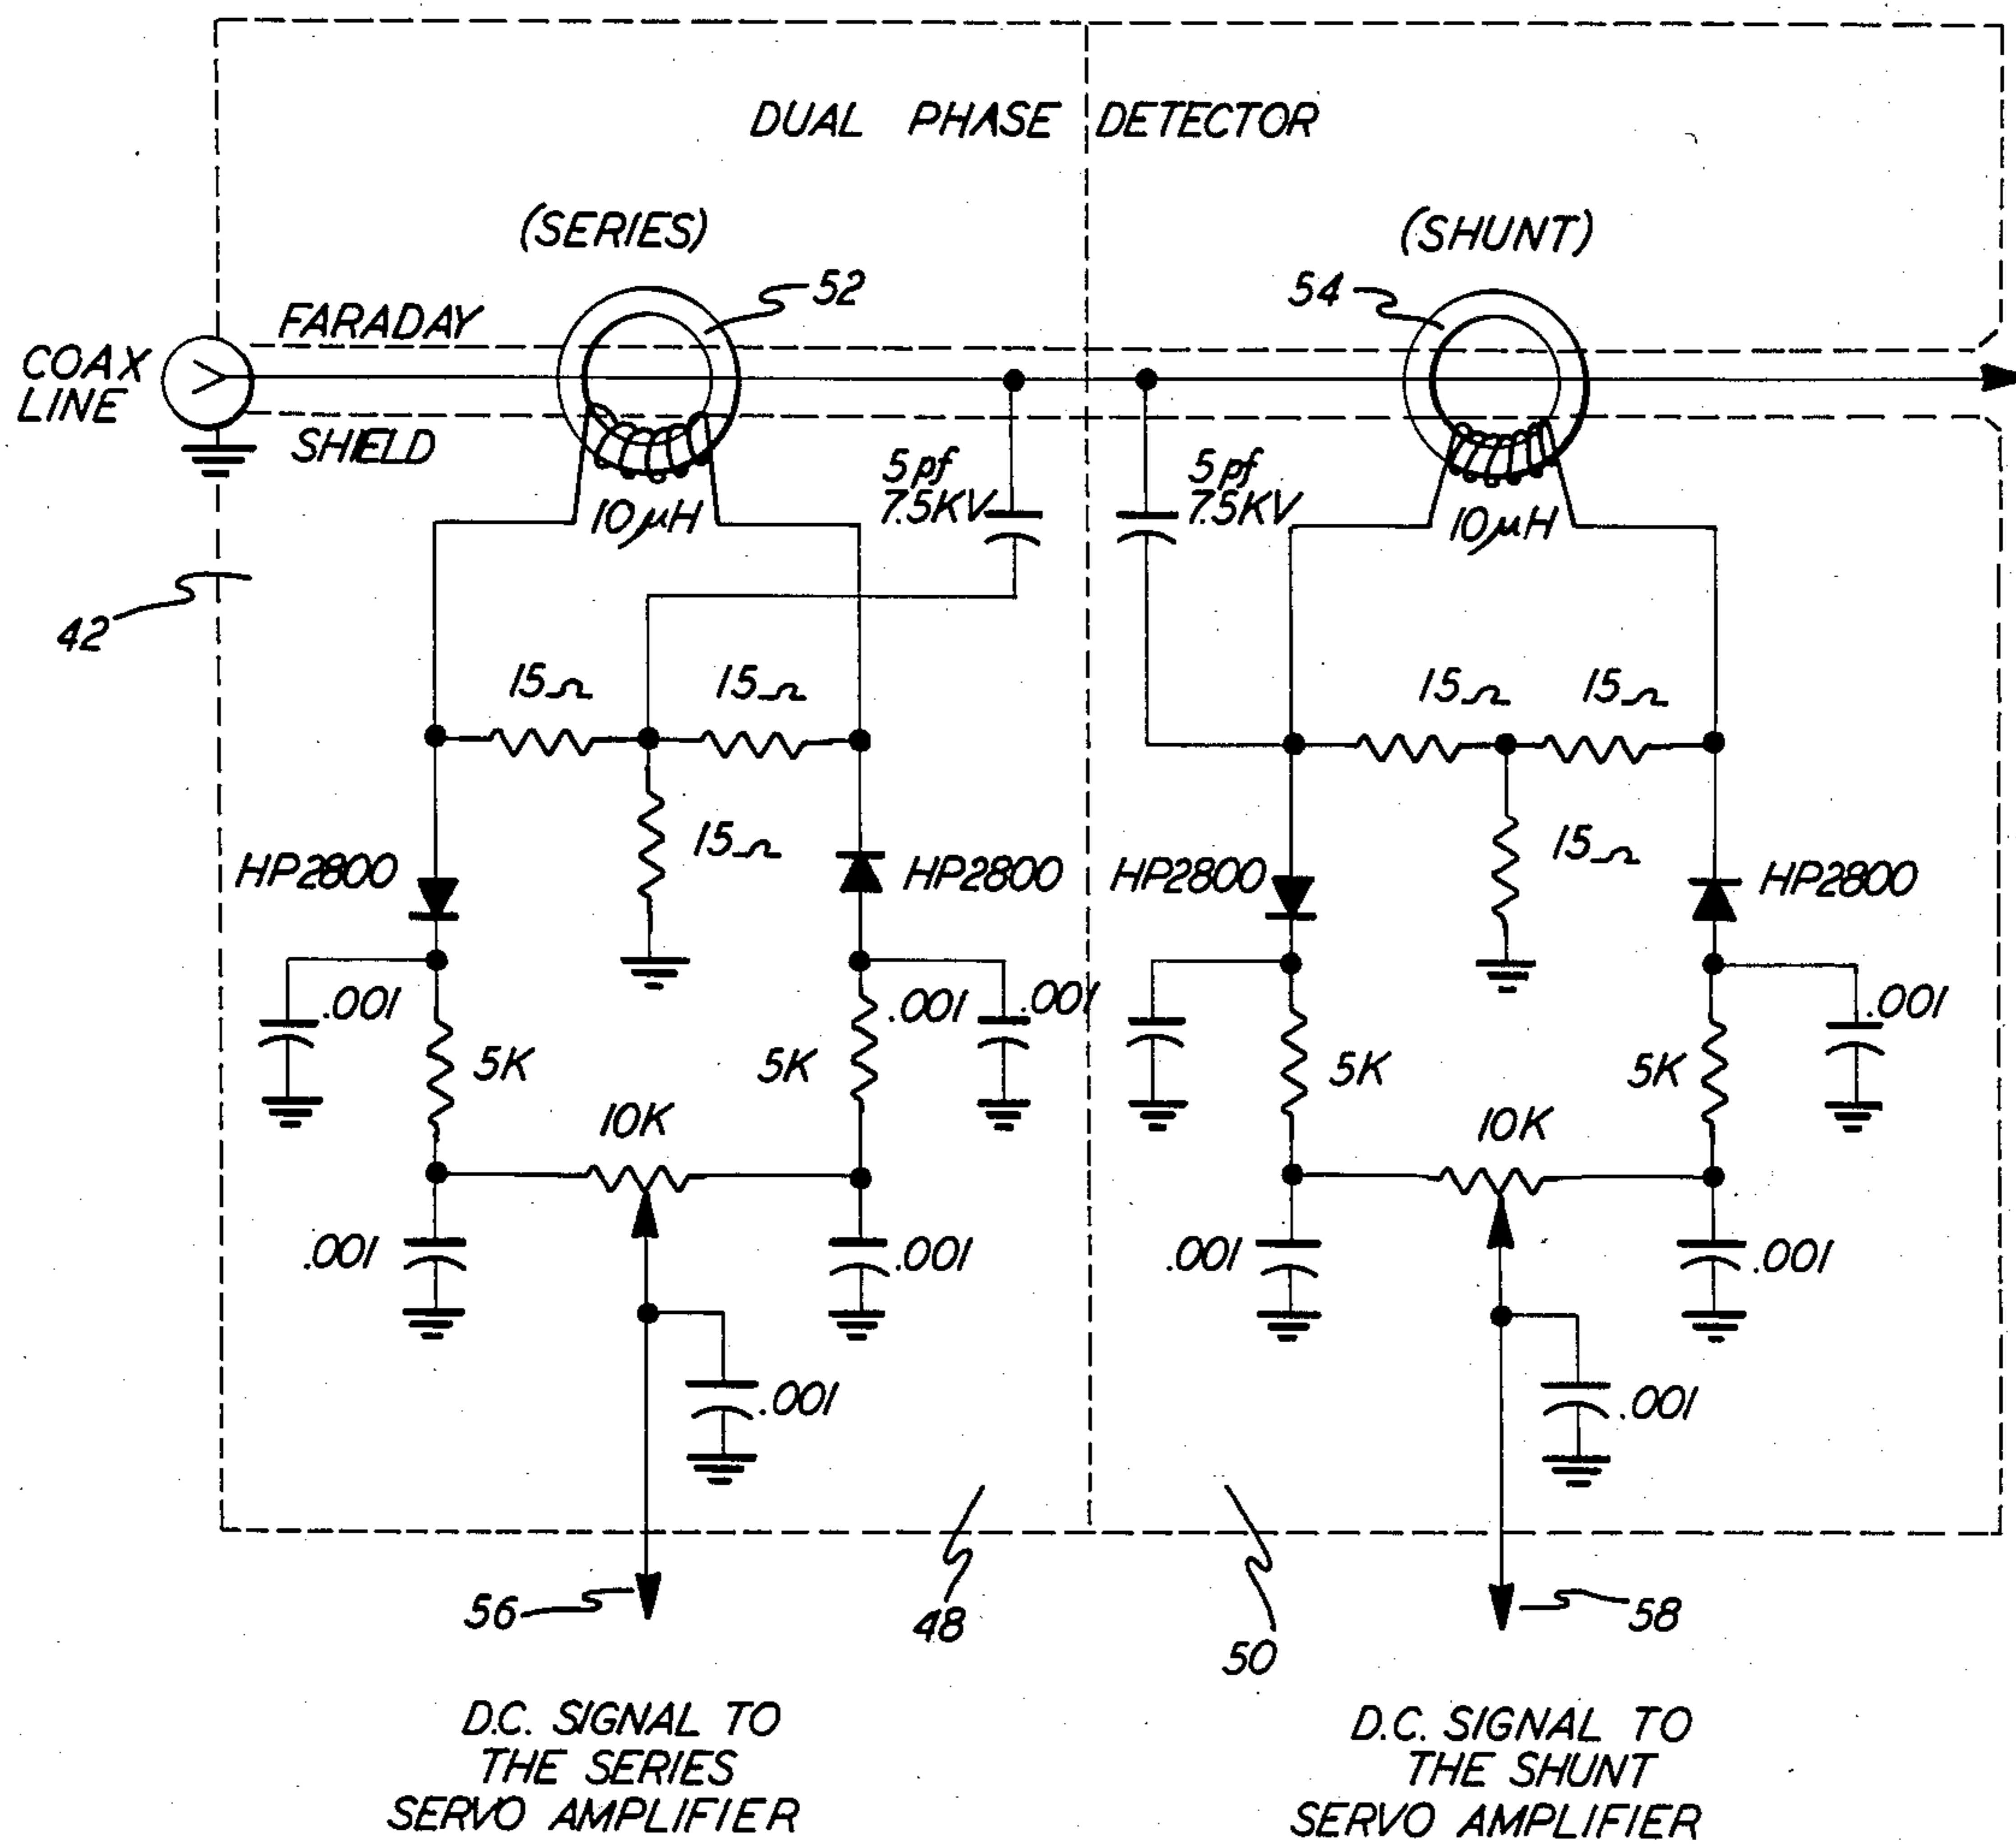 DUAL PHASE DETECTOR
(SERIES)
(SHUNT)
52
54
FARADAY
COAX
LINE
SHIELD
5pf
7.5KV
5pf
7.5KV
10μH
10μH
42
15Ω
15Ω
15Ω
15Ω
15Ω
15Ω
HP2800
HP2800
HP2800
HP2800
.001
.001
.001
.001
5K
5K
5K
5K
10K
10K
.001
.001
.001
.001
.001
.001
56
48
50
58
D.C. SIGNAL TO
THE SERIES
SERVO AMPLIFIER
D.C. SIGNAL TO
THE SHUNT
SERVO AMPLIFIER